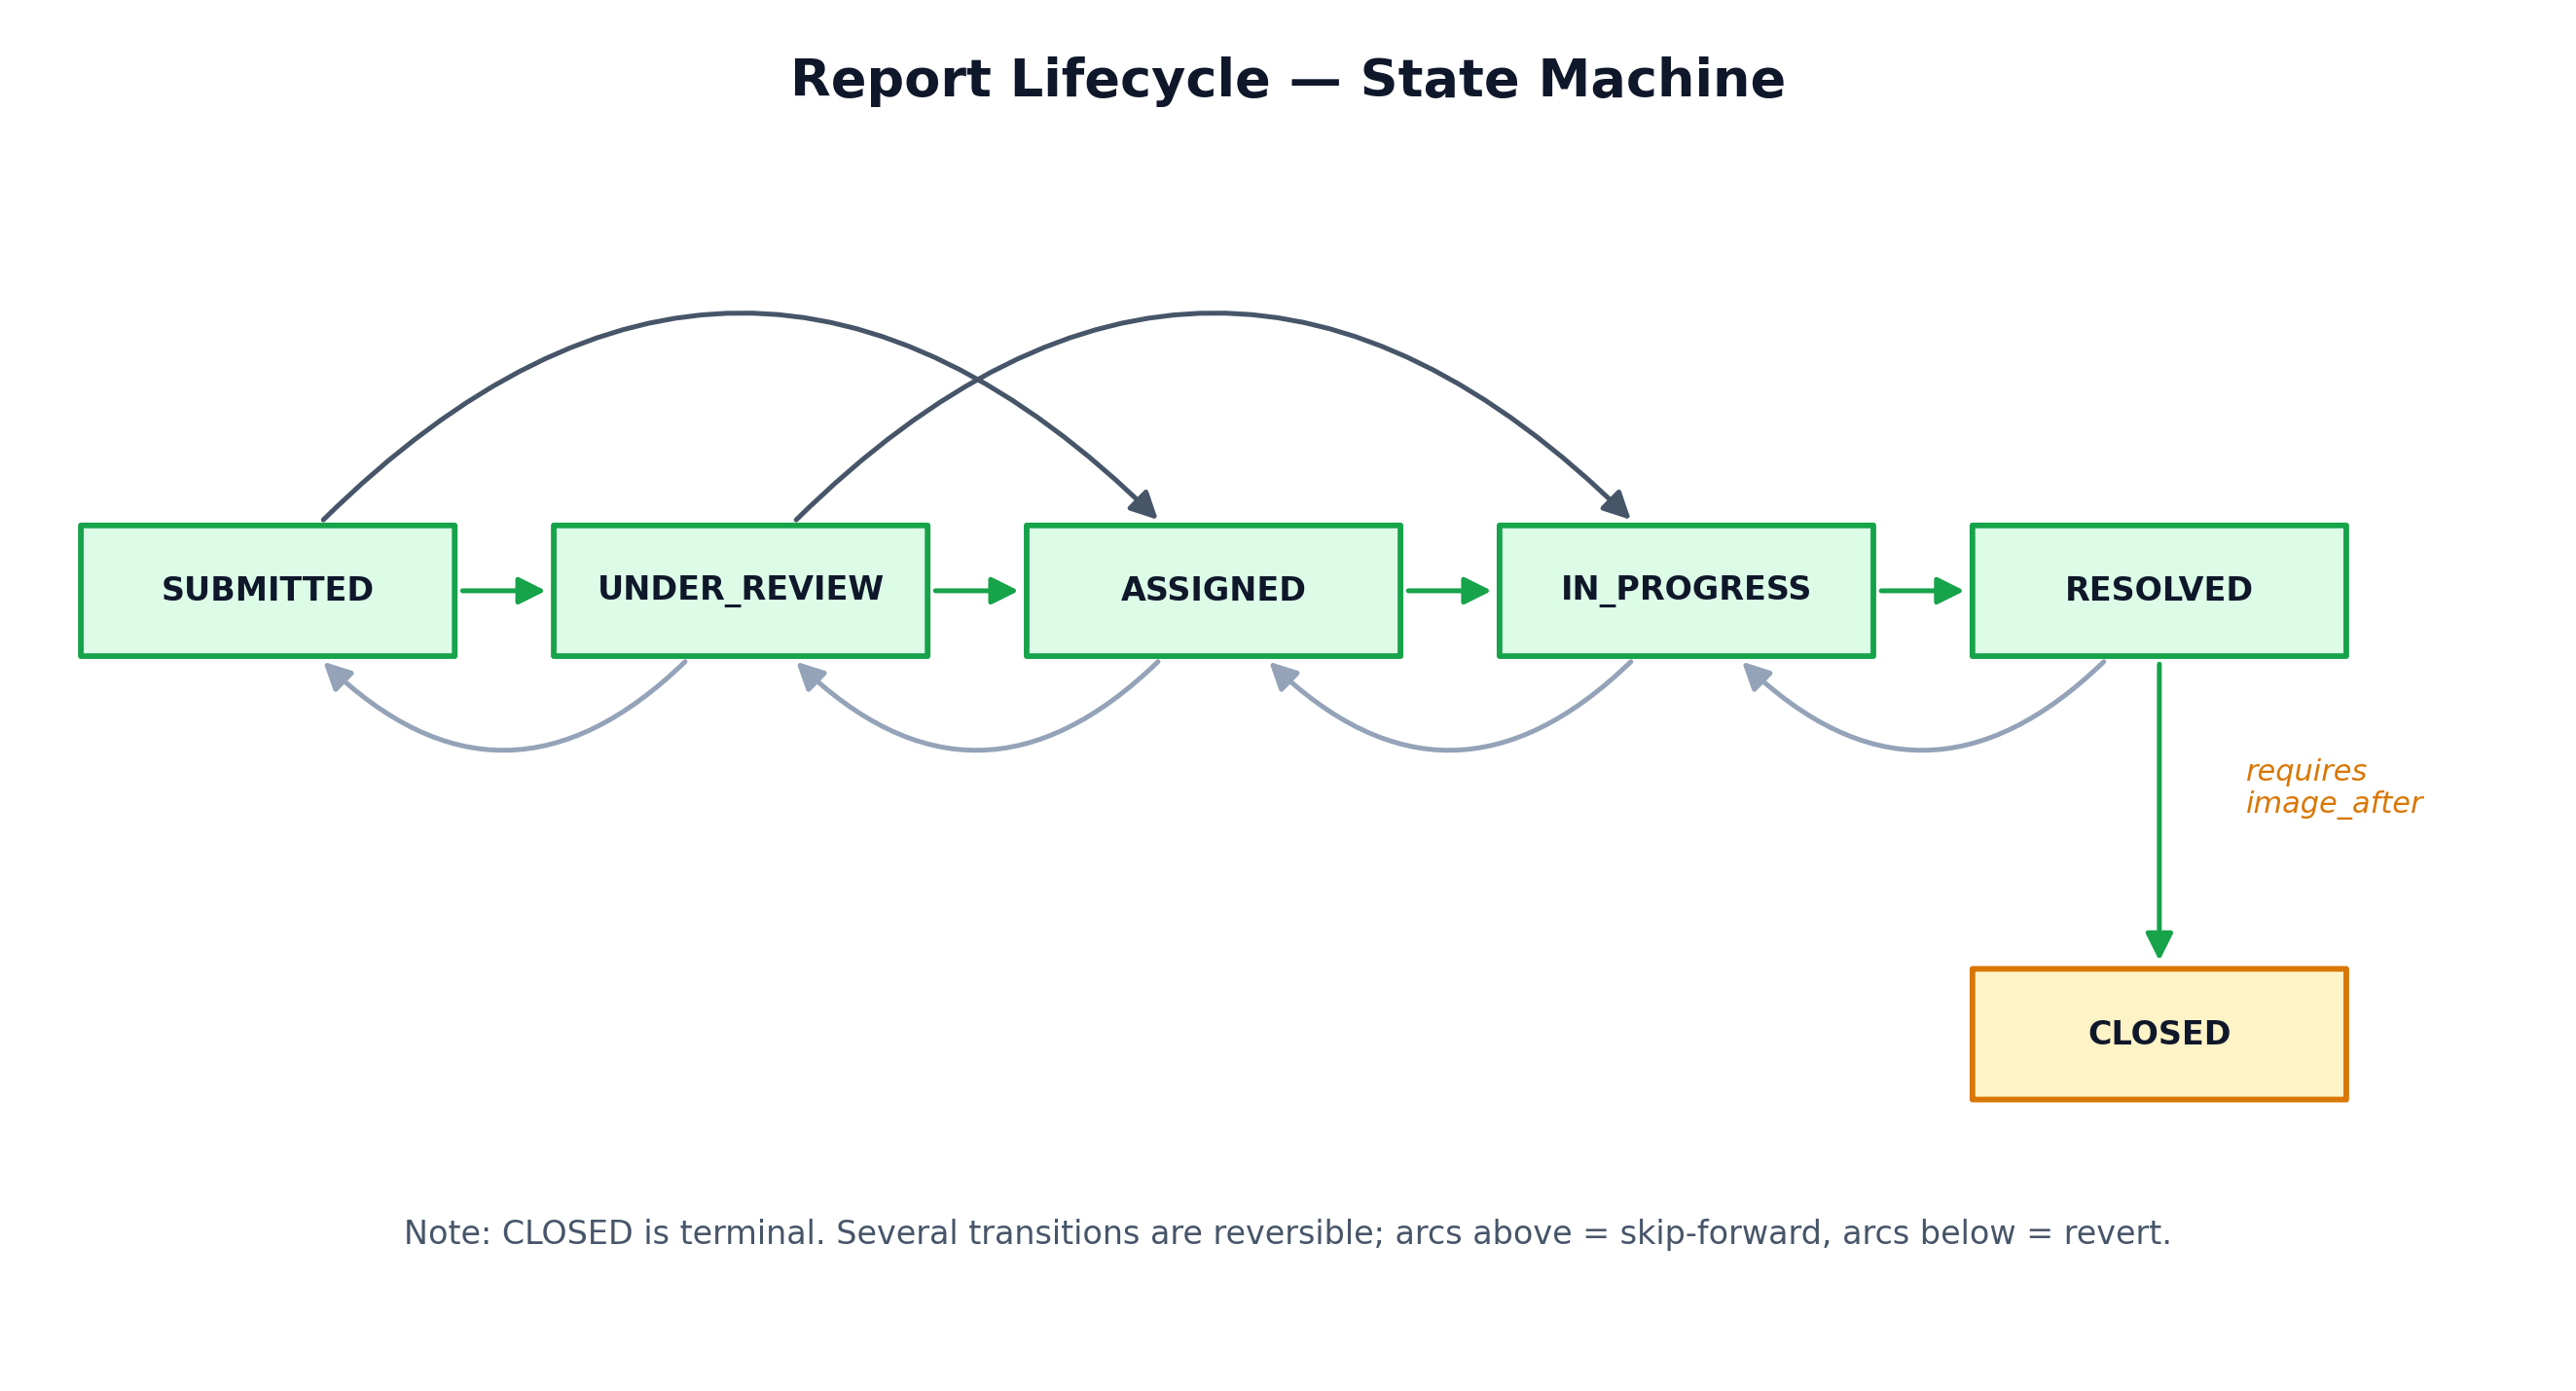 Report Lifecycle — State Machine
SUBMITTED
UNDER_REVIEW
ASSIGNED
IN_PROGRESS
RESOLVED
requires
image_after
CLOSED
Note: CLOSED is terminal. Several transitions are reversible; arcs above = skip-forward, arcs below = revert.